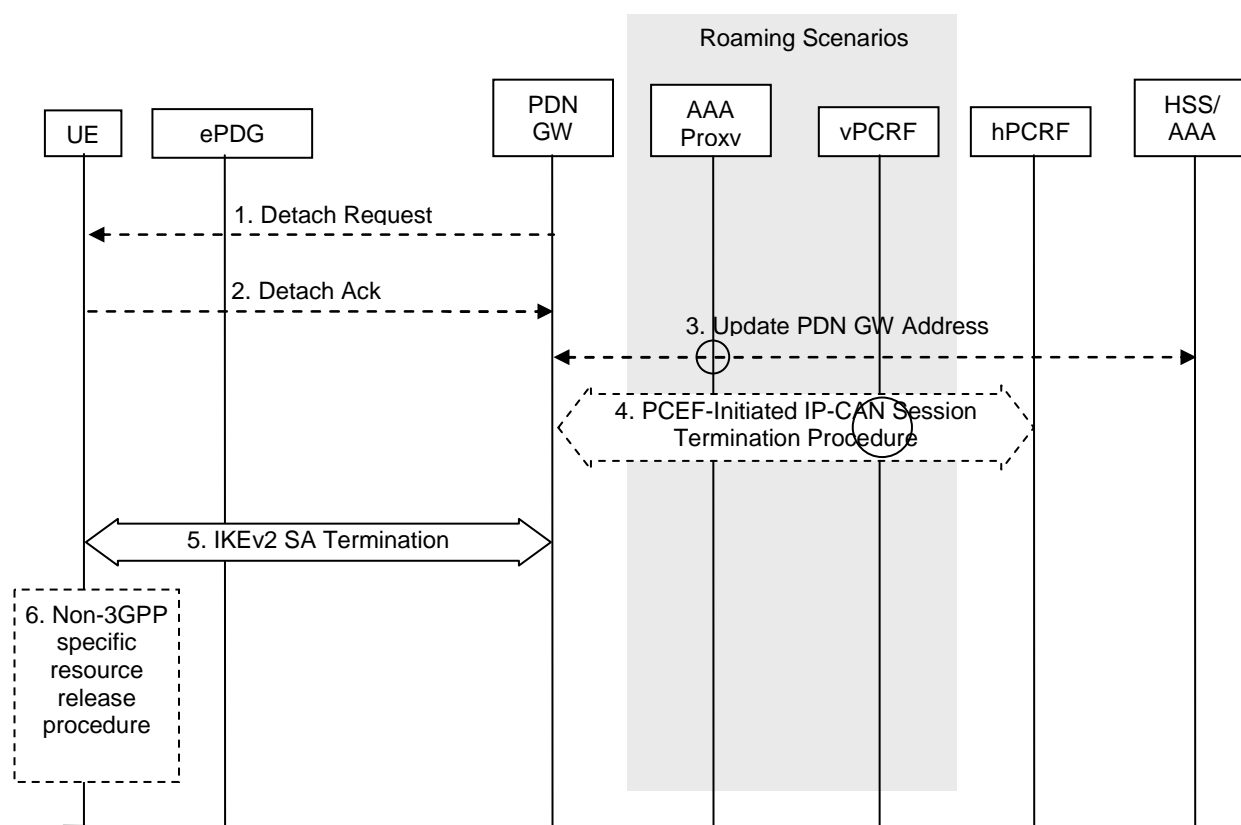 Roaming Scenarios
UE
ePDG
PDN
GW
AAA
Proxy
vPCRF
hPCRF
HSS/
AAA
1. Detach Request
2. Detach Ack
3. Update PDN GW Address
4. PCEF-Initiated IP-CAN Session
Termination Procedure
5. IKEv2 SA Termination
6. Non-3GPP
specific
resource
release
procedure